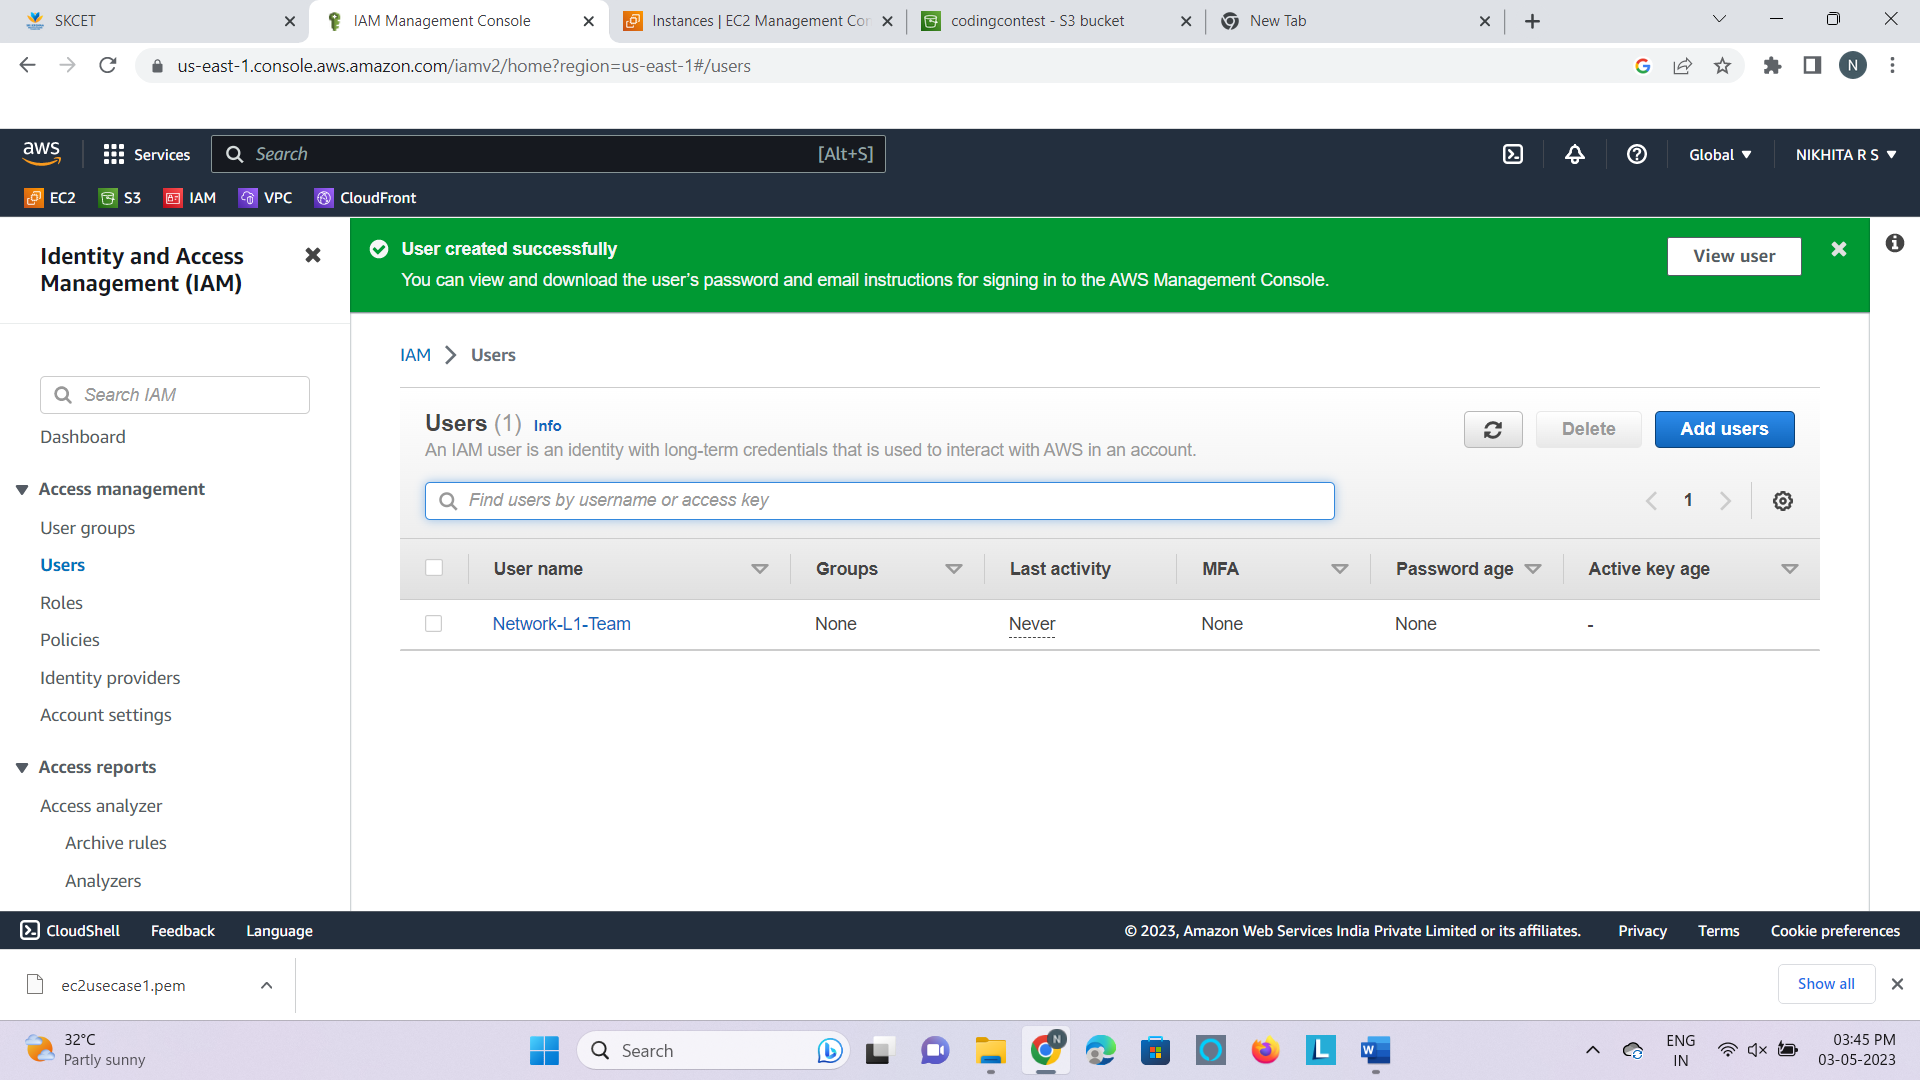 SKCET
IAM Management Console
Instances | EC2 Management Con
codingcontest - S3 bucket
New Tab
us-east-1.console.aws.amazon.com/iamv2/home?region=us-east-1#/users
N
aws
Services
Search
[Alt+S]
Global
NIKHITA R S
EC2
S3
IAM
VPC
CloudFront
Identity and Access
Management (IAM)
User created successfully
You can view and download the user's password and email instructions for signing in to the AWS Management Console.
View user
Search IAM
Dashboard
Access management
User groups
Users
Roles
Policies
Identity providers
Account settings
Access reports
Access analyzer
Archive rules
Analyzers
IAM > Users
Users (1) Info
An IAM user is an identity with long-term credentials that is used to interact with AWS in an account.
Delete
Add users
Find users by username or access key
1
User name
Groups
Last activity
MFA
Password age
Active key age
Network-L1-Team
None
Never
None
None
-
CloudShell
Feedback
Language
© 2023, Amazon Web Services India Private Limited or its affiliates.
Privacy
Terms
Cookie preferences
ec2usecase1.pem
Show all
32°C
Partly sunny
Search
N
L
W
ENG
IN
03:45 PM
03-05-2023